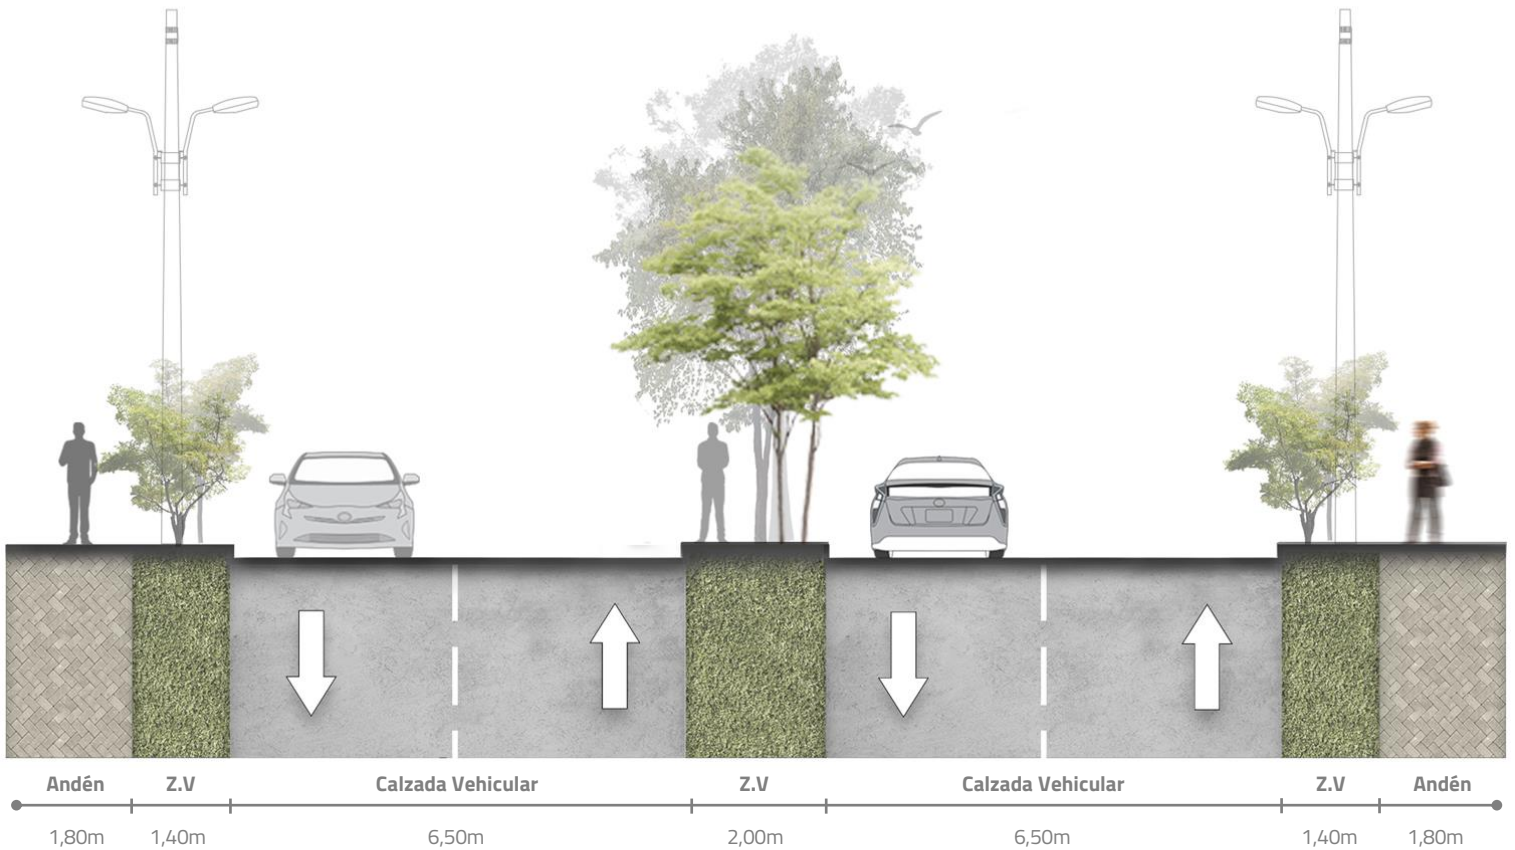 Andén Z.V Calzada Vehicular Z.V Calzada Vehicular Z.V Andén
1,80m 1,40m 6,50m 2,00m 6,50m 1,40m 1,80m